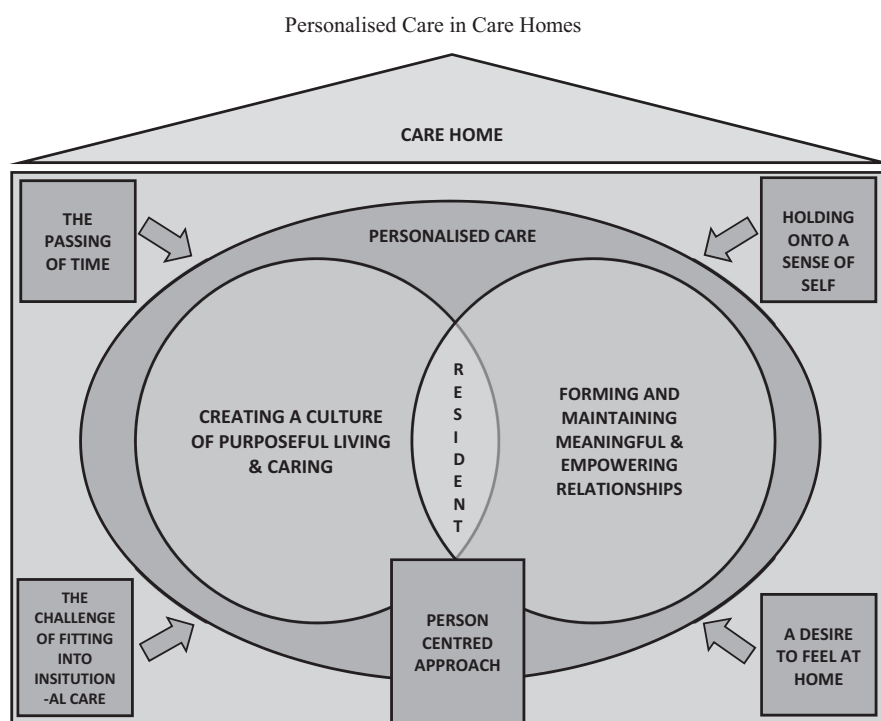 Personalised Care in Care Homes
CARE HOME
THE
PASSING
OF TIME
HOLDING
ONTO A
SENSE OF
SELF
PERSONALISED CARE
CREATING A CULTURE
OF PURPOSEFUL LIVING
& CARING
R
E
S
I
D
E
N
T
FORMING AND
MAINTAINING
MEANINGFUL &
EMPOWERING
RELATIONSHIPS
THE
CHALLENGE
OF FITTING
INTO
INSITUTION
-AL CARE
PERSON
CENTRED
APPROACH
A DESIRE
TO FEEL AT
HOME